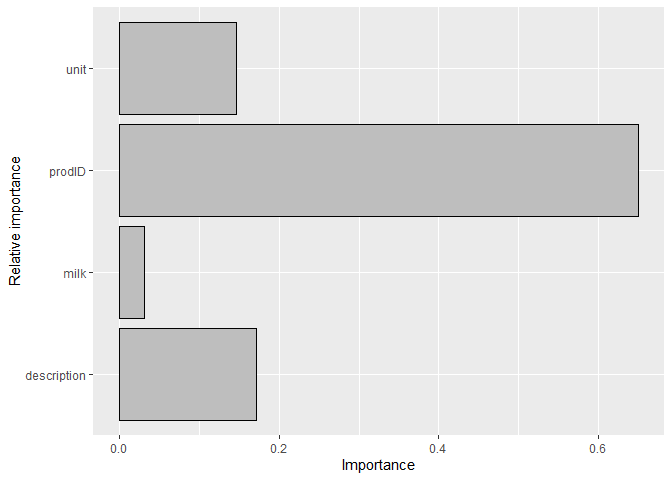 Relative importance
unit
prodID
milk
description
0.0 0.2 0.4 0.6
Importance